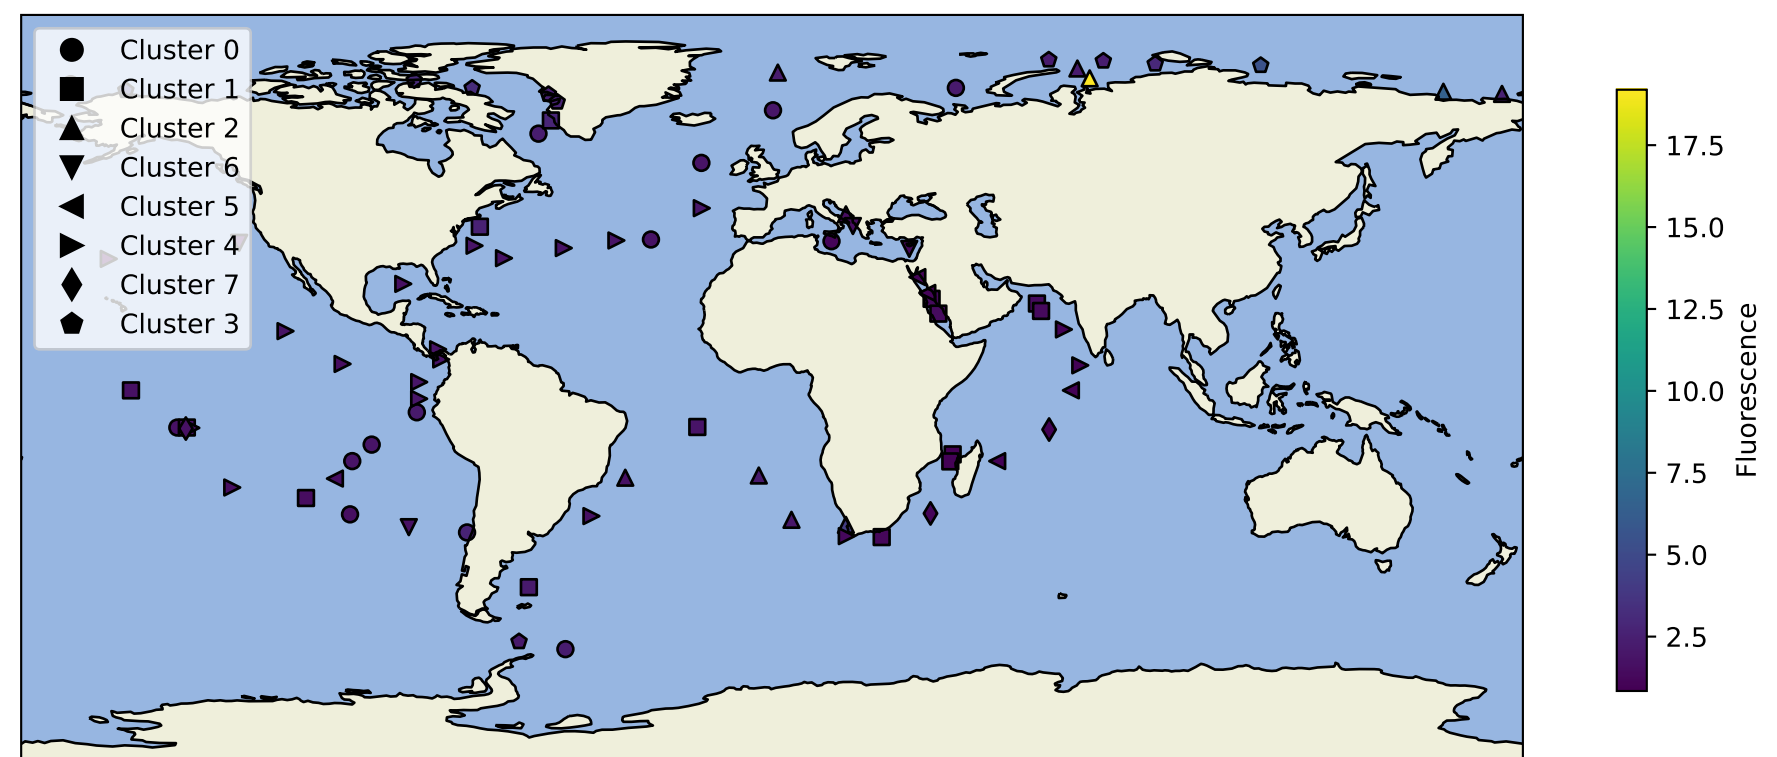 Cluster 0
Cluster 1
Cluster 2
Cluster 6
Cluster 5
Cluster 4
Cluster 7
Cluster 3
17.5
15.0
12.5
10.0
7.5
5.0
2.5
Fluorescence